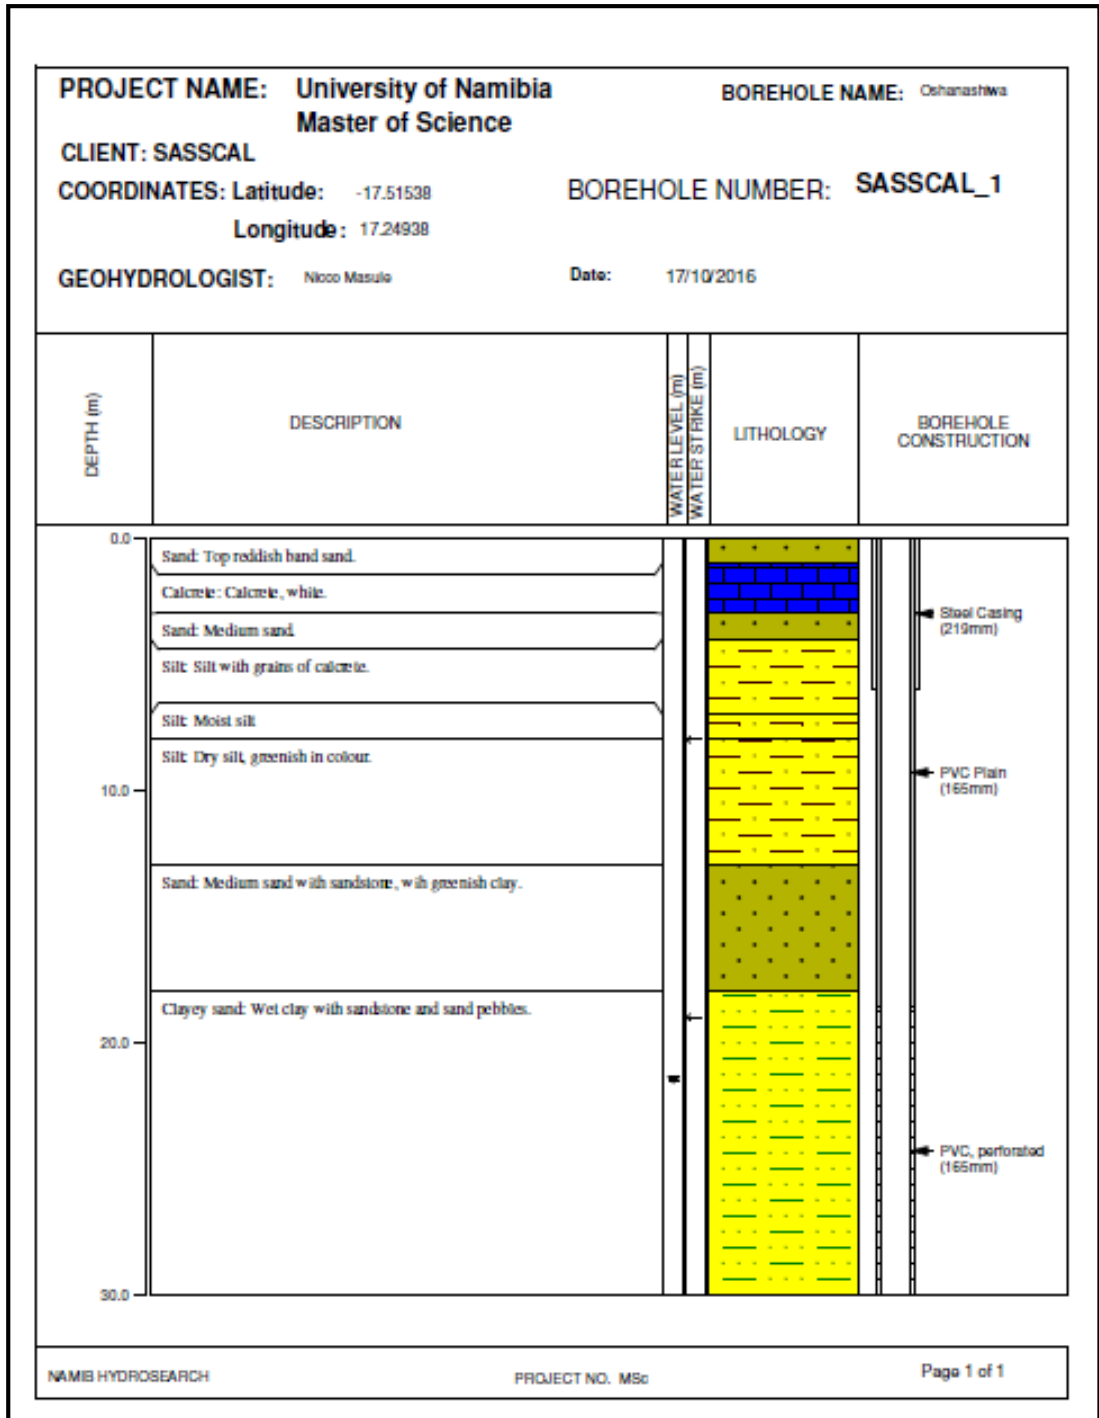 PROJECT NAME: University of Namibia
Master of Science
BOREHOLE NAME: Oshanashiwa
CLIENT: SASSCAL
COORDINATES: Latitude: -17.51538
BOREHOLE NUMBER: SASSCAL_1
Longitude: 17.24938
GEOHYDROLOGIST: Nicco Masule
Date: 17/10/2016
DEPTH (m)
DESCRIPTION
WATER LEVEL (m)
WATER STRIKE (m)
LITHOLOGY
BOREHOLE
CONSTRUCTION
0.0
Sand: Top reddish band sand.
Calcrete: Calcrete, white.
Steel Casing
(219mm)
Sand: Medium sand.
Silt: Silt with grains of calcrete.
Silt: Moist silt
Silt: Dry silt, greenish in colour.
PVC Plain
(165mm)
10.0
Sand: Medium sand with sandstone, wih greenish clay.
Clayey sand: Wet clay with sandstone and sand pebbles.
20.0
PVC, perforated
(165mm)
30.0
NAMIB HYDROSEARCH
PROJECT NO. MSc
Page 1 of 1